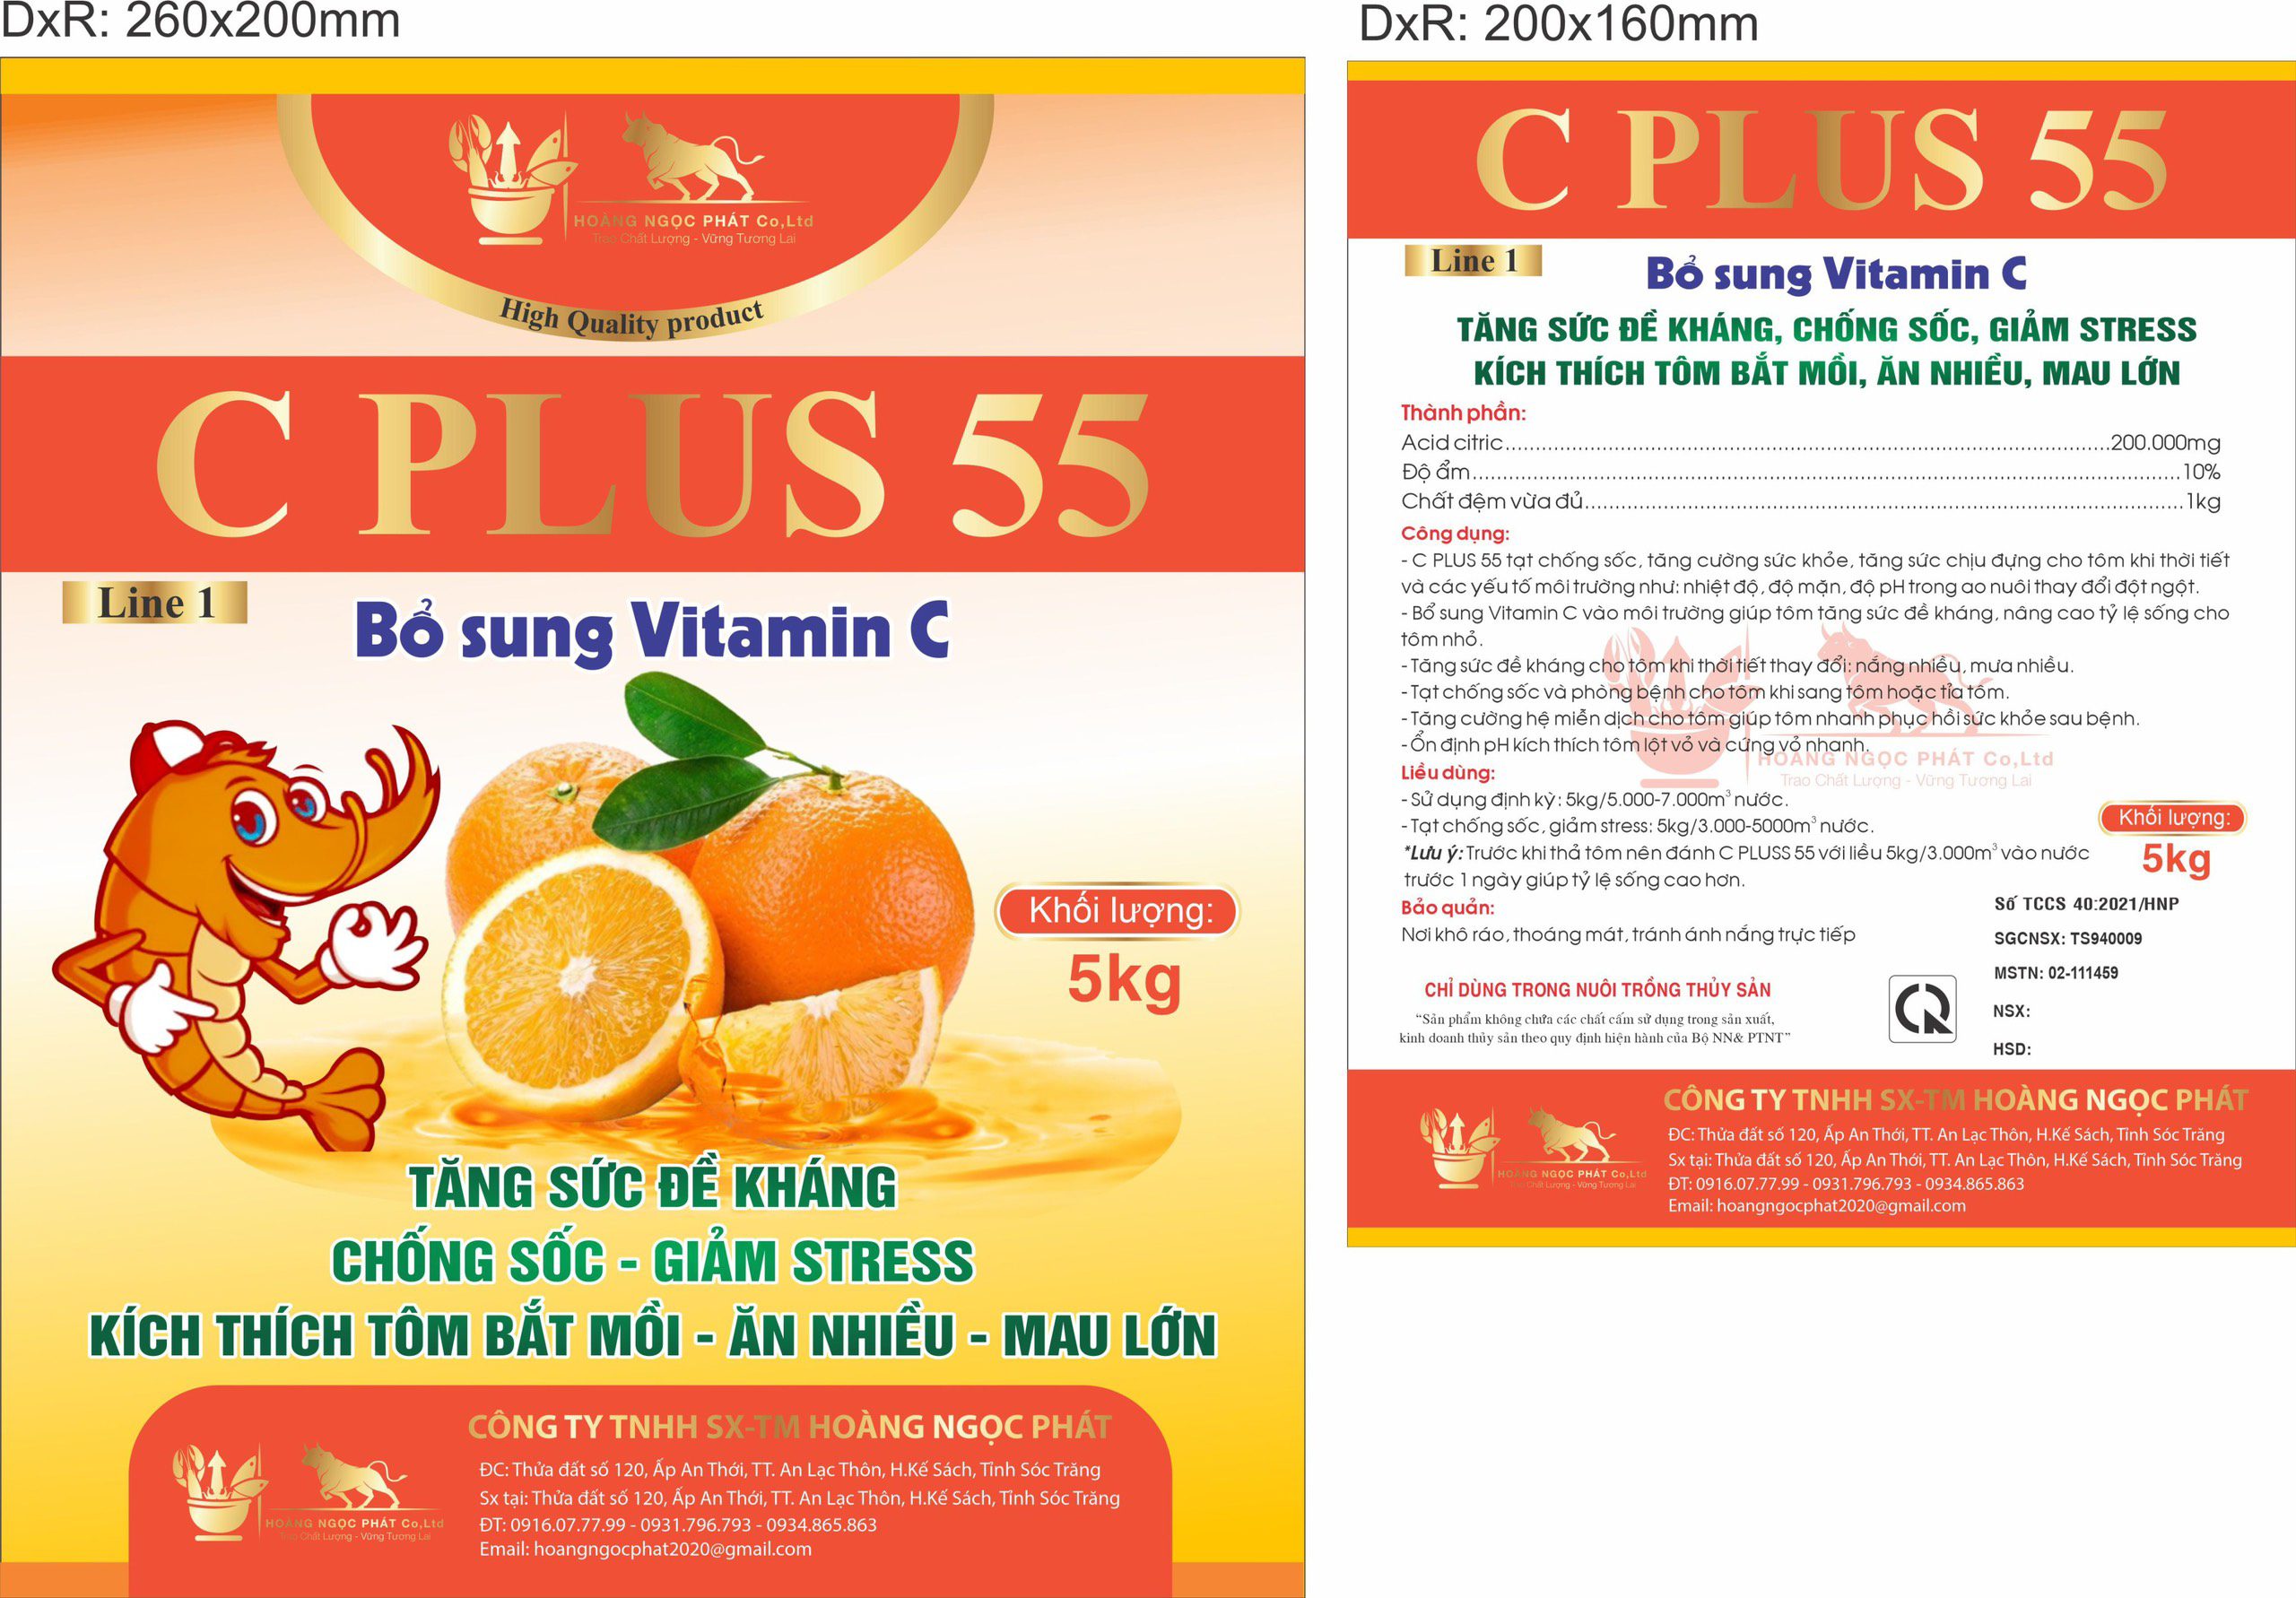 DxR: 260x200mm
HOÀNG NGỌC PHÁT Co,Ltd
Trao Chất Lượng - Vững Tương Lai
High Quality product
C PLUS 55
Line 1
Bổ sung Vitamin C
Khối lượng:
5kg
TĂNG SỨC ĐỀ KHÁNG
CHỐNG SỐC - GIẢM STRESS
KÍCH THÍCH TÔM BẮT MỒI - ĂN NHIỀU - MAU LỚN
HOÀNG NGỌC PHÁT Co,Ltd
Trao Chất Lượng - Vững Tương Lai
CÔNG TY TNHH SX-TM HOÀNG NGỌC PHÁT
ĐC: Thửa đất số 120, Ấp An Thới, TT. An Lạc Thôn, H.Kế Sách, Tỉnh Sóc Trăng
Sx tại: Thửa đất số 120, Ấp An Thới, TT. An Lạc Thôn, H.Kế Sách, Tỉnh Sóc Trăng
ĐT: 0916.07.77.99 - 0931.796.793 - 0934.865.863
Email: hoangngocphat2020@gmail.com
DxR: 200x160mm
C PLUS 55
Line 1
Bổ sung Vitamin C
TĂNG SỨC ĐỀ KHÁNG, CHỐNG SỐC, GIẢM STRESS
KÍCH THÍCH TÔM BẮT MỒI, ĂN NHIỀU, MAU LỚN
Thành phần:
Acid citric...200.000mg
Độ ẩm...10%
Chất đệm vừa đủ...1kg
Công dụng:
- C PLUS 55 tạt chống sốc, tăng cường sức khỏe, tăng sức chịu đựng cho tôm khi thời tiết
và các yếu tố môi trường như: nhiệt độ, độ mặn, độ pH trong ao nuôi thay đổi đột ngột.
- Bổ sung Vitamin C vào môi trường giúp tôm tăng sức đề kháng, nâng cao tỷ lệ sống cho
tôm nhỏ.
- Tăng sức đề kháng cho tôm khi thời tiết thay đổi: nắng nhiều, mưa nhiều.
- Tạt chống sốc và phòng bệnh cho tôm khi sang tôm hoặc tỉa tôm.
- Tăng cường hệ miễn dịch cho tôm giúp tôm nhanh phục hồi sức khỏe sau bệnh.
- Ổn định pH kích thích tôm lột vỏ và cứng vỏ nhanh.
HOÀNG NGỌC PHÁT Co,Ltd
Trao Chất Lượng - Vững Tương Lai
Liều dùng:
- Sử dụng định kỳ: 5kg/5.000-7.000m³ nước.
- Tạt chống sốc, giảm stress: 5kg/3.000-5000m³ nước.
*Lưu ý: Trước khi thả tôm nên đánh C PLUSS 55 với liều 5kg/3.000m³ vào nước
trước 1 ngày giúp tỷ lệ sống cao hơn.
Khối lượng:
5kg
Bảo quản:
Nơi khô ráo, thoáng mát, tránh ánh nắng trực tiếp
Số TCCS 40:2021/HNP
SGCNSX: TS940009
MSTN: 02-111459
NSX:
HSD:
CHỈ DÙNG TRONG NUÔI TRỒNG THỦY SẢN
“Sản phẩm không chứa các chất cấm sử dụng trong sản xuất,
kinh doanh thủy sản theo quy định hiện hành của Bộ NN& PTNT”
HOÀNG NGỌC PHÁT Co,Ltd
Trao Chất Lượng - Vững Tương Lai
CÔNG TY TNHH SX-TM HOÀNG NGỌC PHÁT
ĐC: Thửa đất số 120, Ấp An Thới, TT. An Lạc Thôn, H.Kế Sách, Tỉnh Sóc Trăng
Sx tại: Thửa đất số 120, Ấp An Thới, TT. An Lạc Thôn, H.Kế Sách, Tỉnh Sóc Trăng
ĐT: 0916.07.77.99 - 0931.796.793 - 0934.865.863
Email: hoangngocphat2020@gmail.com